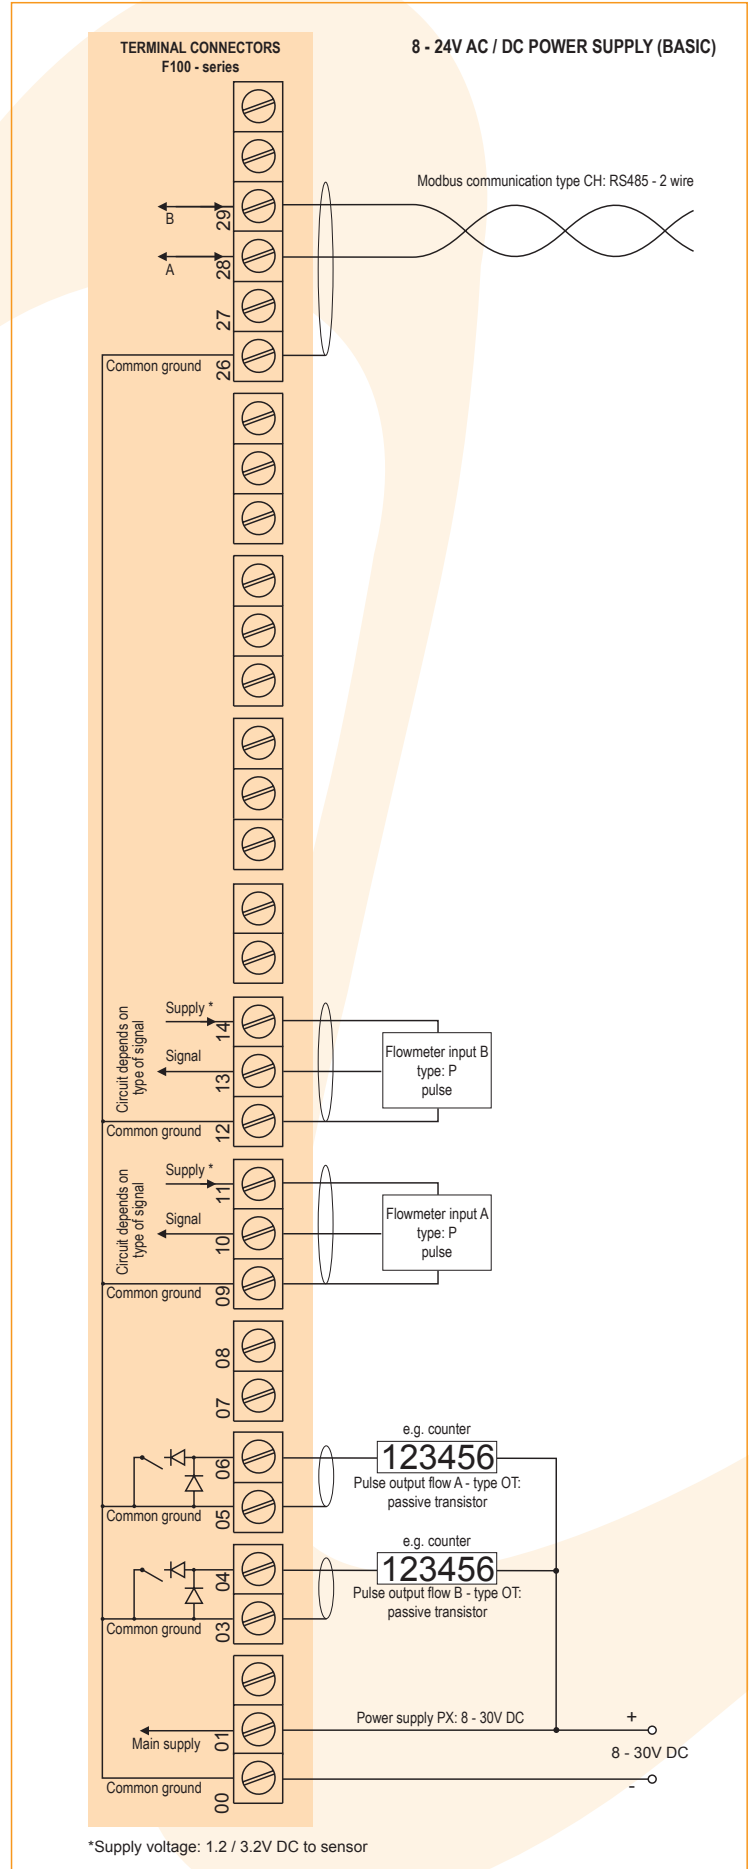 TERMINAL CONNECTORS
F100 - series
8 - 24V AC / DC POWER SUPPLY (BASIC)
Modbus communication type CH: RS485 - 2 wire
B
29
A
28
27
Common ground
26
Supply *
14
Circuit depends on
type of signal
Signal
13
Flowmeter input B
type: P
pulse
Common ground
12
Supply *
11
Circuit depends on
type of signal
Signal
10
Flowmeter input A
type: P
pulse
Common ground
09
08
07
e.g. counter
06
123456
Pulse output flow A - type OT:
passive transistor
Common ground
05
e.g. counter
04
123456
Pulse output flow B - type OT:
passive transistor
Common ground
03
Power supply PX: 8 - 30V DC
+
Main supply
01
8 - 30V DC
Common ground
00
-
*Supply voltage: 1.2 / 3.2V DC to sensor